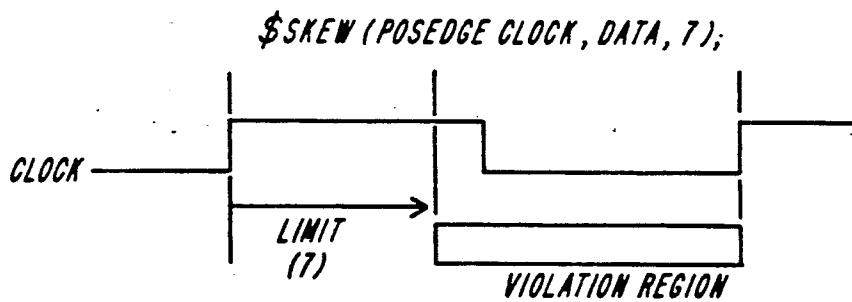 $SKEW (POSEDGE CLOCK, DATA, 7);
CLOCK
LIMIT
(7)
VIOLATION REGION